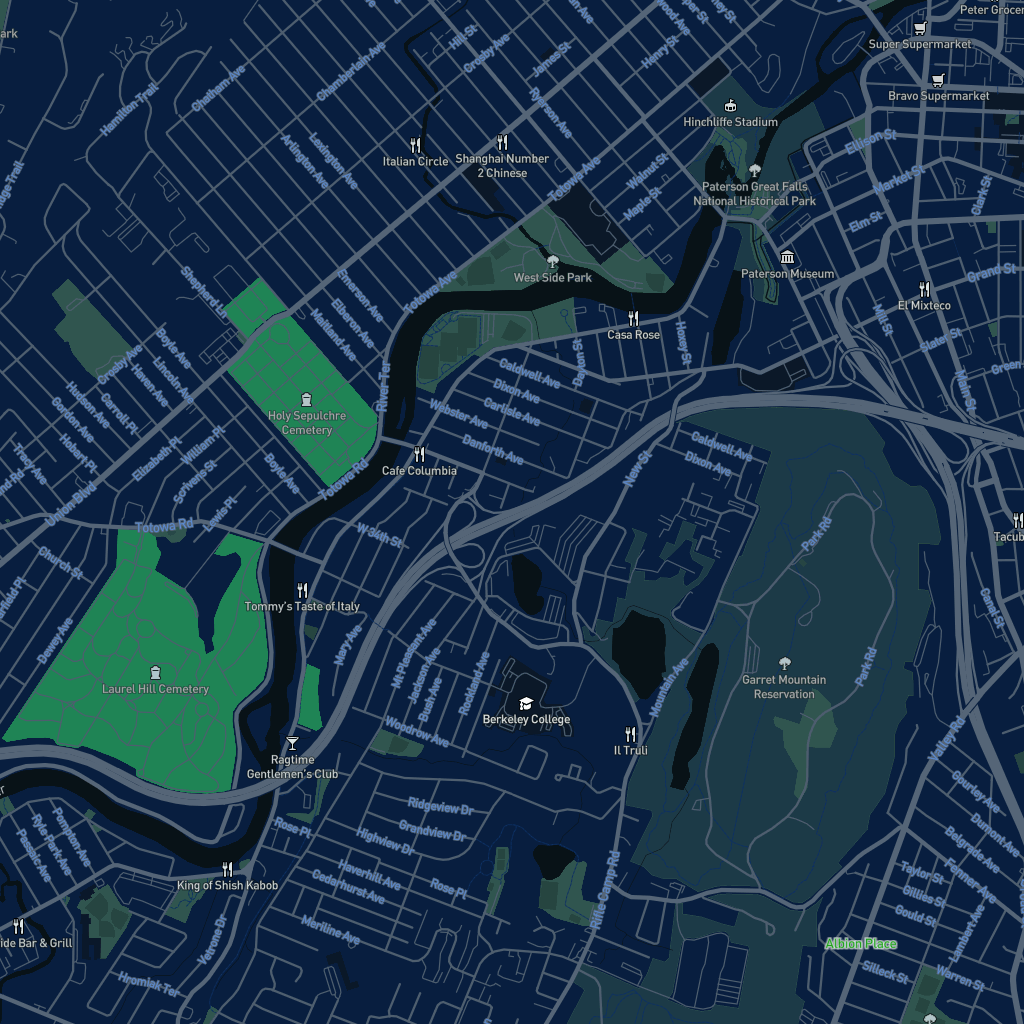 Peter Grocer
Super Supermarket
Bravo Supermarket
Hinchliffe Stadium
Hill St
Crosby Ave
James St
Henry St
Chamberlain Ave
Chatham Ave
Hamilton Trail
Ryerson Ave
Ellison St
Italian Circle
Shanghai Number
2 Chinese
Arlington Ave
Lexington Ave
Totowa Ave
Walnut St
Maple St
Paterson Great Falls
National Historical Park
Market St
Clark St
Elm St
Paterson Museum
Grand St
West Side Park
Shepherd Ln
Totowa Ave
Emerson Ave
Elberon Ave
Maitland Ave
El Mixteco
Mill St
Slater St
Green
Casa Rose
Henry St
Main St
Doyle Ave
Crosby Ave
Lincoln Ave
Haven Ave
Carroll Pl
Hudson Ave
Gordon Ave
Hobart Pl
River Ter
Caldwell Ave
Dixon Ave
Carlisle Ave
Webster Ave
Danforth Ave
Holy Sepulchre
Cemetery
Cafe Columbia
Caldwell Ave
Dixon Ave
New St
Elizabeth Pl
William Pl
Scrivens St
Lewis Pl
Boyle Ave
Totowa Rd
Union Blvd
Totowa Rd
W 34th St
Park Rd
Church St
Tommy's Taste of Italy
Canal St
Dewey Ave
Mary Ave
Mt Pleasant Ave
Jackson Ave
Bush Ave
Rockland Ave
Mountain Ave
Park Rd
Laurel Hill Cemetery
Garret Mountain
Reservation
Berkeley College
Woodrow Ave
Il Truli
Valley Rd
Ragtime
Gentlemen's Club
Ridgeview Dr
Grandview Dr
Highview Dr
Rose Pl
Gourley Ave
Dumont Ave
Belgrade Ave
Fenner Ave
Pompton Ave
Ryle Park Ave
Passaic Ave
King of Shish Kabob
Haverhill Ave
Cedarhurst Ave
Rose Pl
Rifle Camp Rd
Taylor St
Gillies St
Gould St
Lambert Ave
Meriline Ave
Vetrone Dr
Albion Place
ide Bar & Grill
Hromiak Ter
Silleck St
Warren St